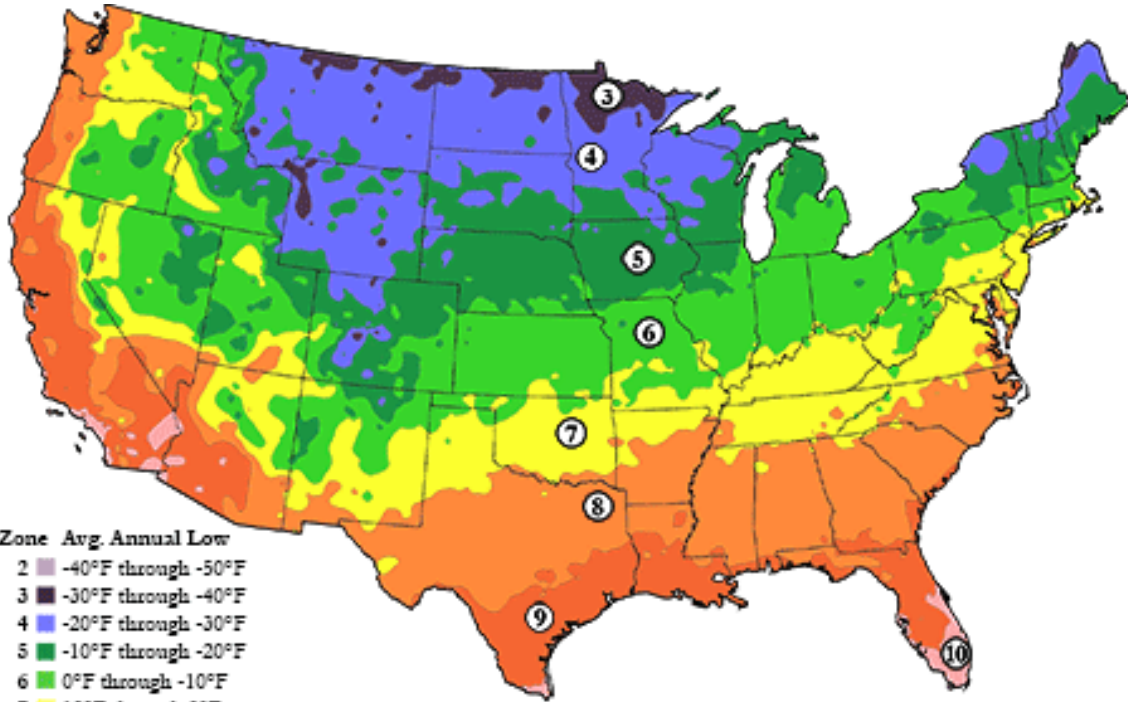 3
4
5
6
7
8
9
10
Zone Avg. Annual Low
2 -40°F through -50°F
3 -30°F through -40°F
4 -20°F through -30°F
5 -10°F through -20°F
6 0°F through -10°F